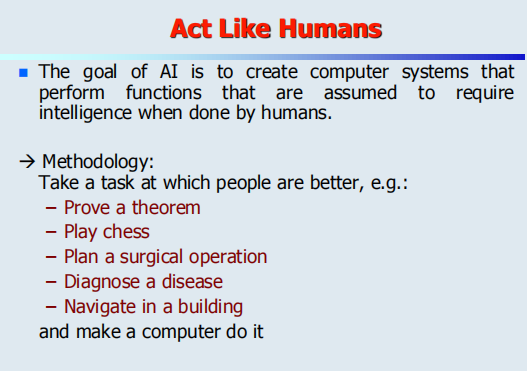 Act Like Humans
The goal of AI is to create computer systems that
perform functions that are assumed to require
intelligence when done by humans.
→ Methodology:
Take a task at which people are better, e.g.:
– Prove a theorem
– Play chess
– Plan a surgical operation
– Diagnose a disease
– Navigate in a building
and make a computer do it